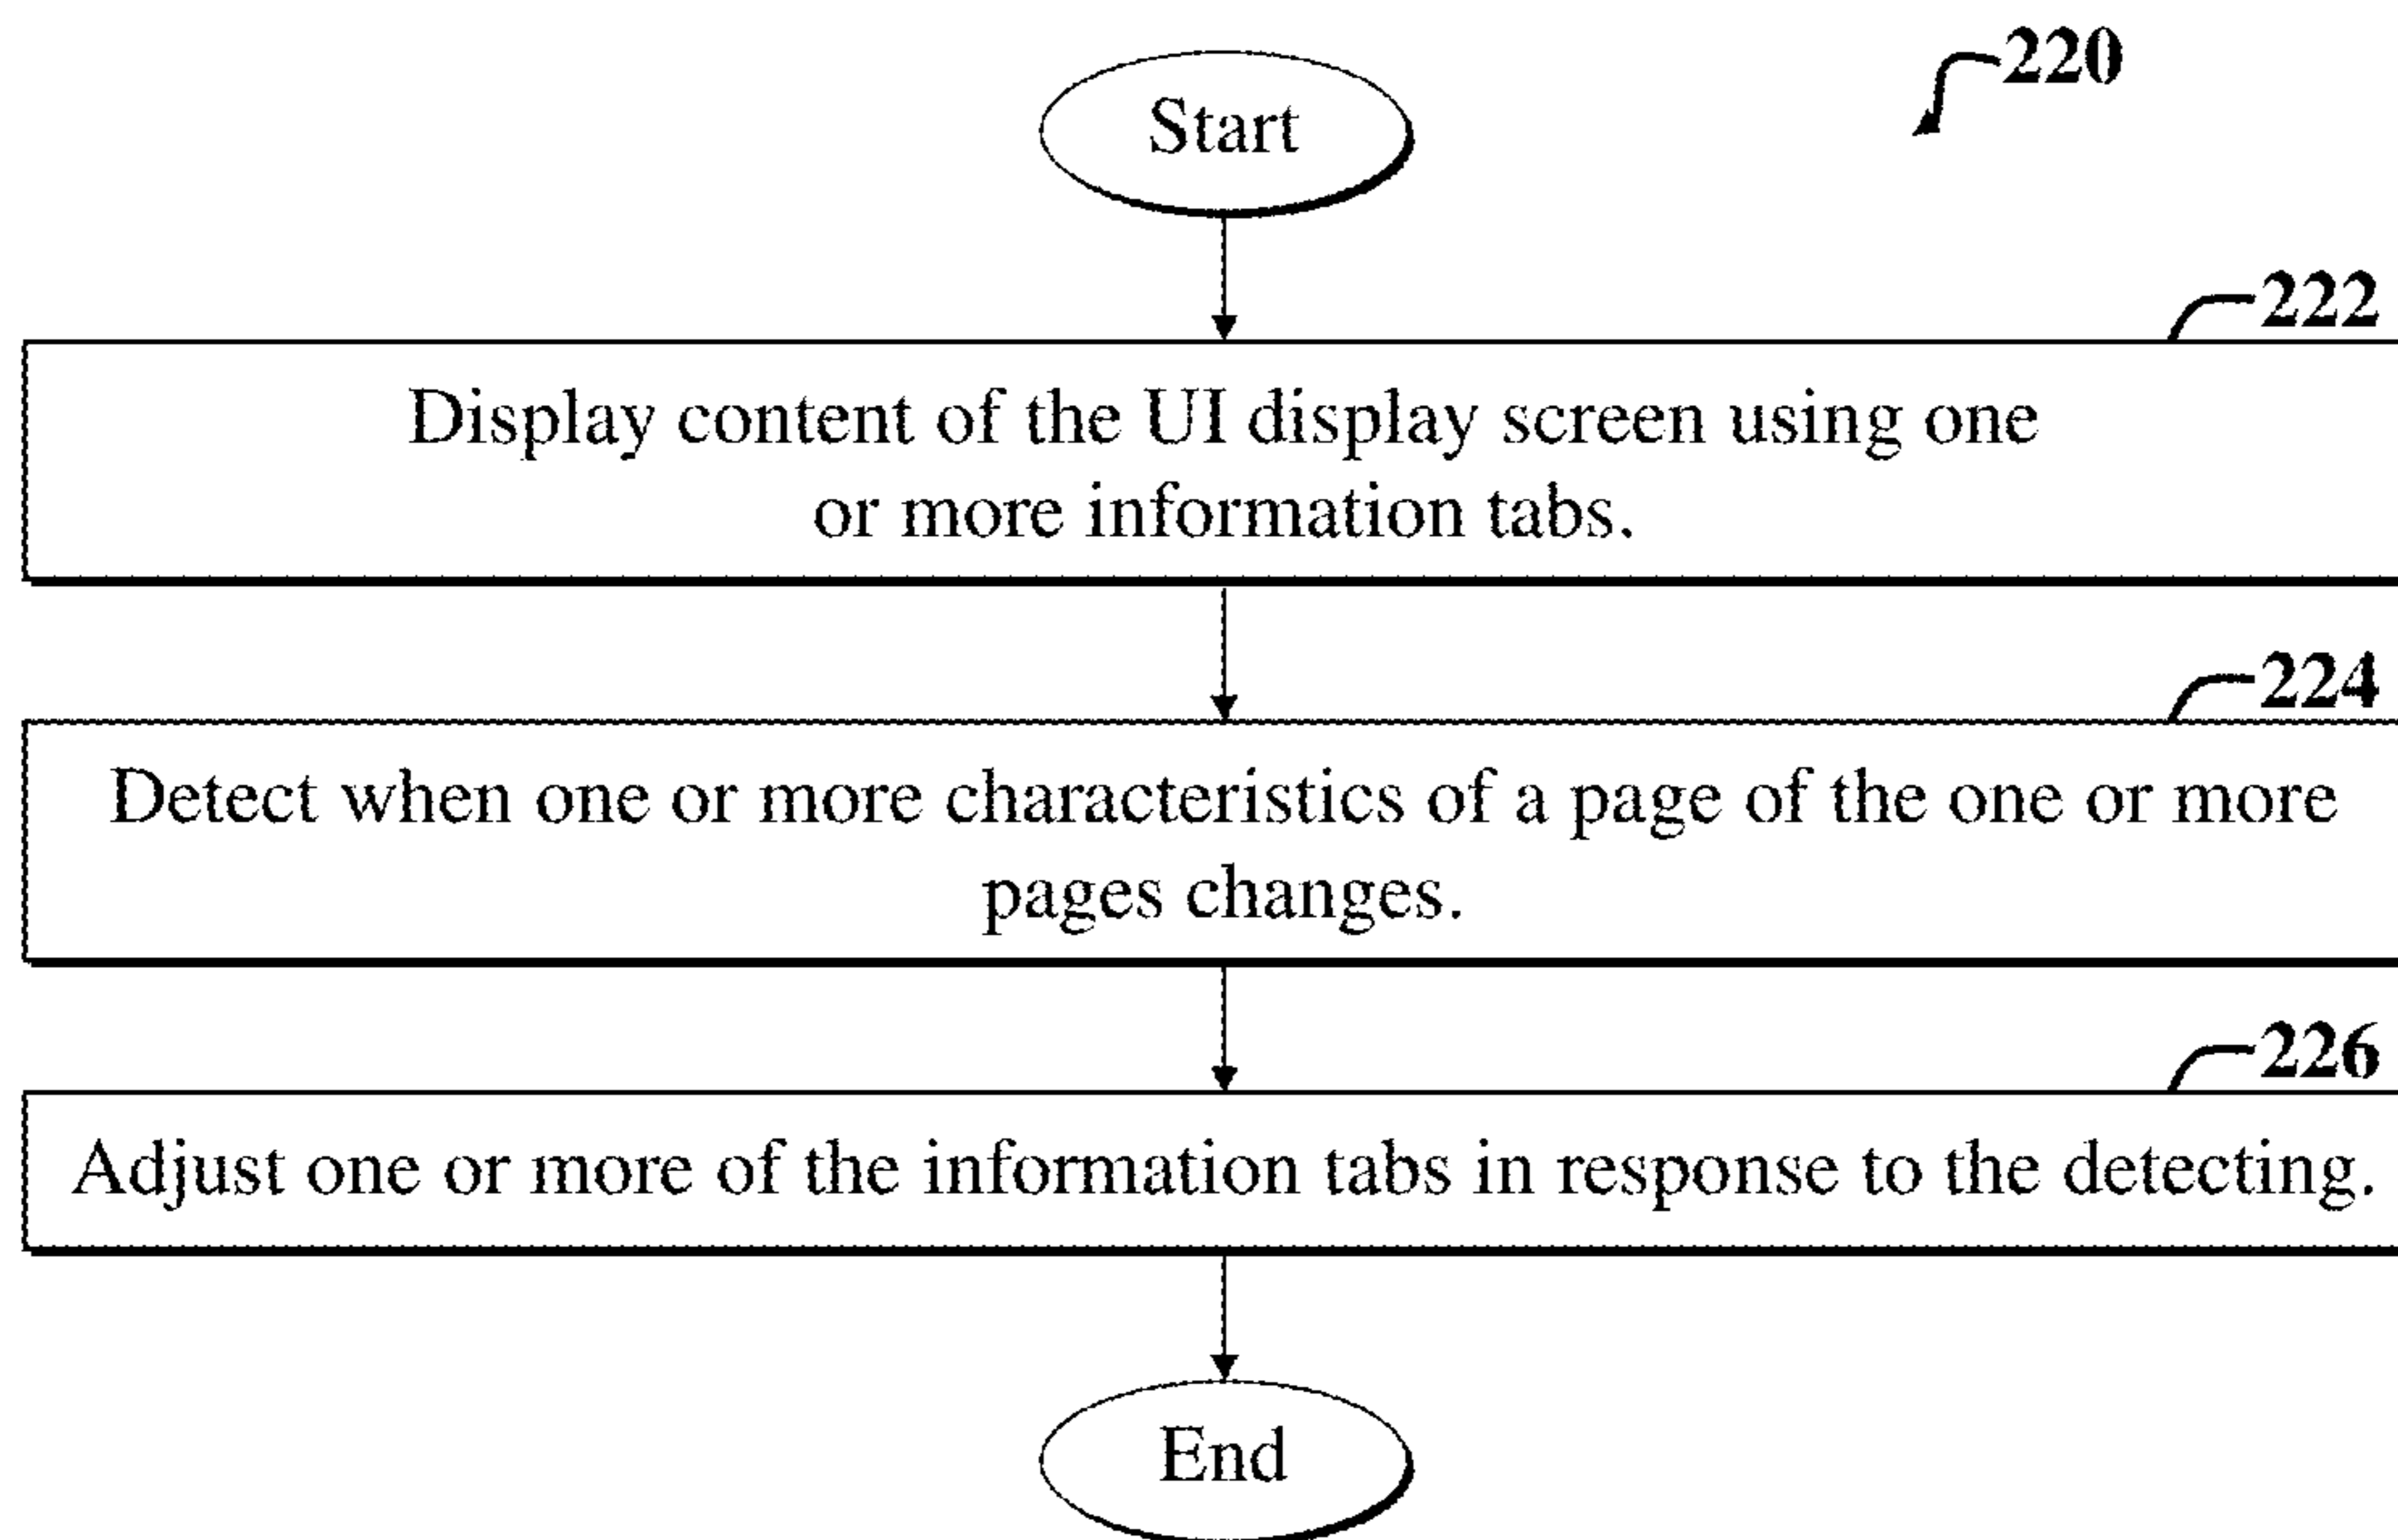 220
Start
222
Display content of the UI display screen using one
or more information tabs.
224
Detect when one or more characteristics of a page of the one or more
pages changes.
226
Adjust one or more of the information tabs in response to the detecting.
End